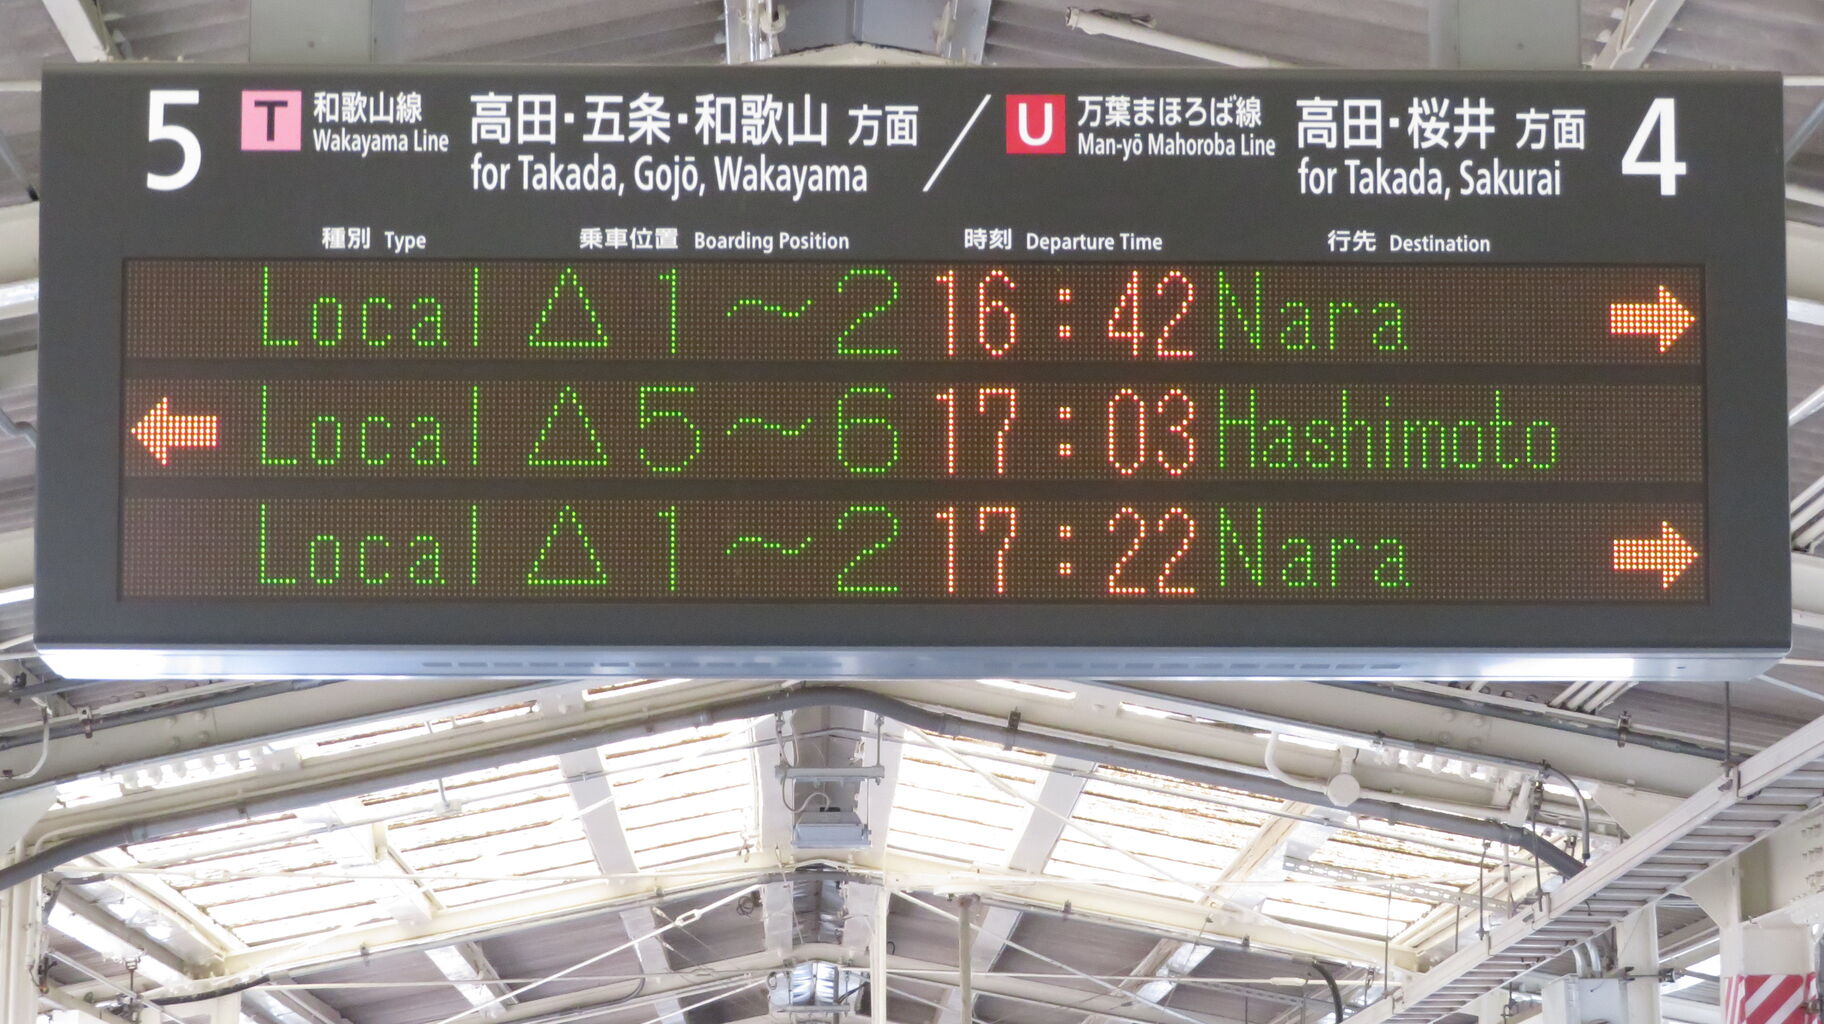 5 T 和歌山線 高田・五条・和歌山 方面 / U 万葉まほろば線 高田・桜井 方面 4
Wakayama Line for Takada, Gojō, Wakayama Man-yō Mahoroba Line for Takada, Sakurai
種別 Type 乗車位置 Boarding Position 時刻 Departure Time 行先 Destination
Local △ 1～2 16:42 Nara →
← Local △ 5～6 17:03 Hashimoto
Local △ 1～2 17:22 Nara →